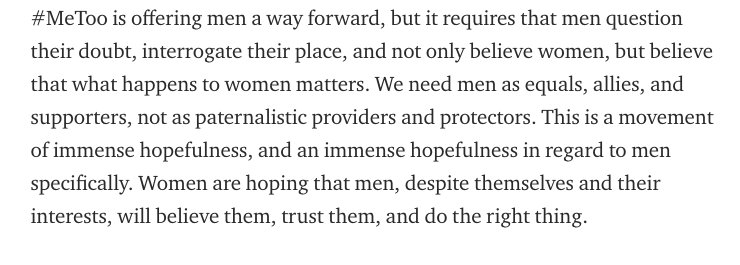 #MeToo is offering men a way forward, but it requires that men question
their doubt, interrogate their place, and not only believe women, but believe
that what happens to women matters. We need men as equals, allies, and
supporters, not as paternalistic providers and protectors. This is a movement
of immense hopefulness, and an immense hopefulness in regard to men
specifically. Women are hoping that men, despite themselves and their
interests, will believe them, trust them, and do the right thing.